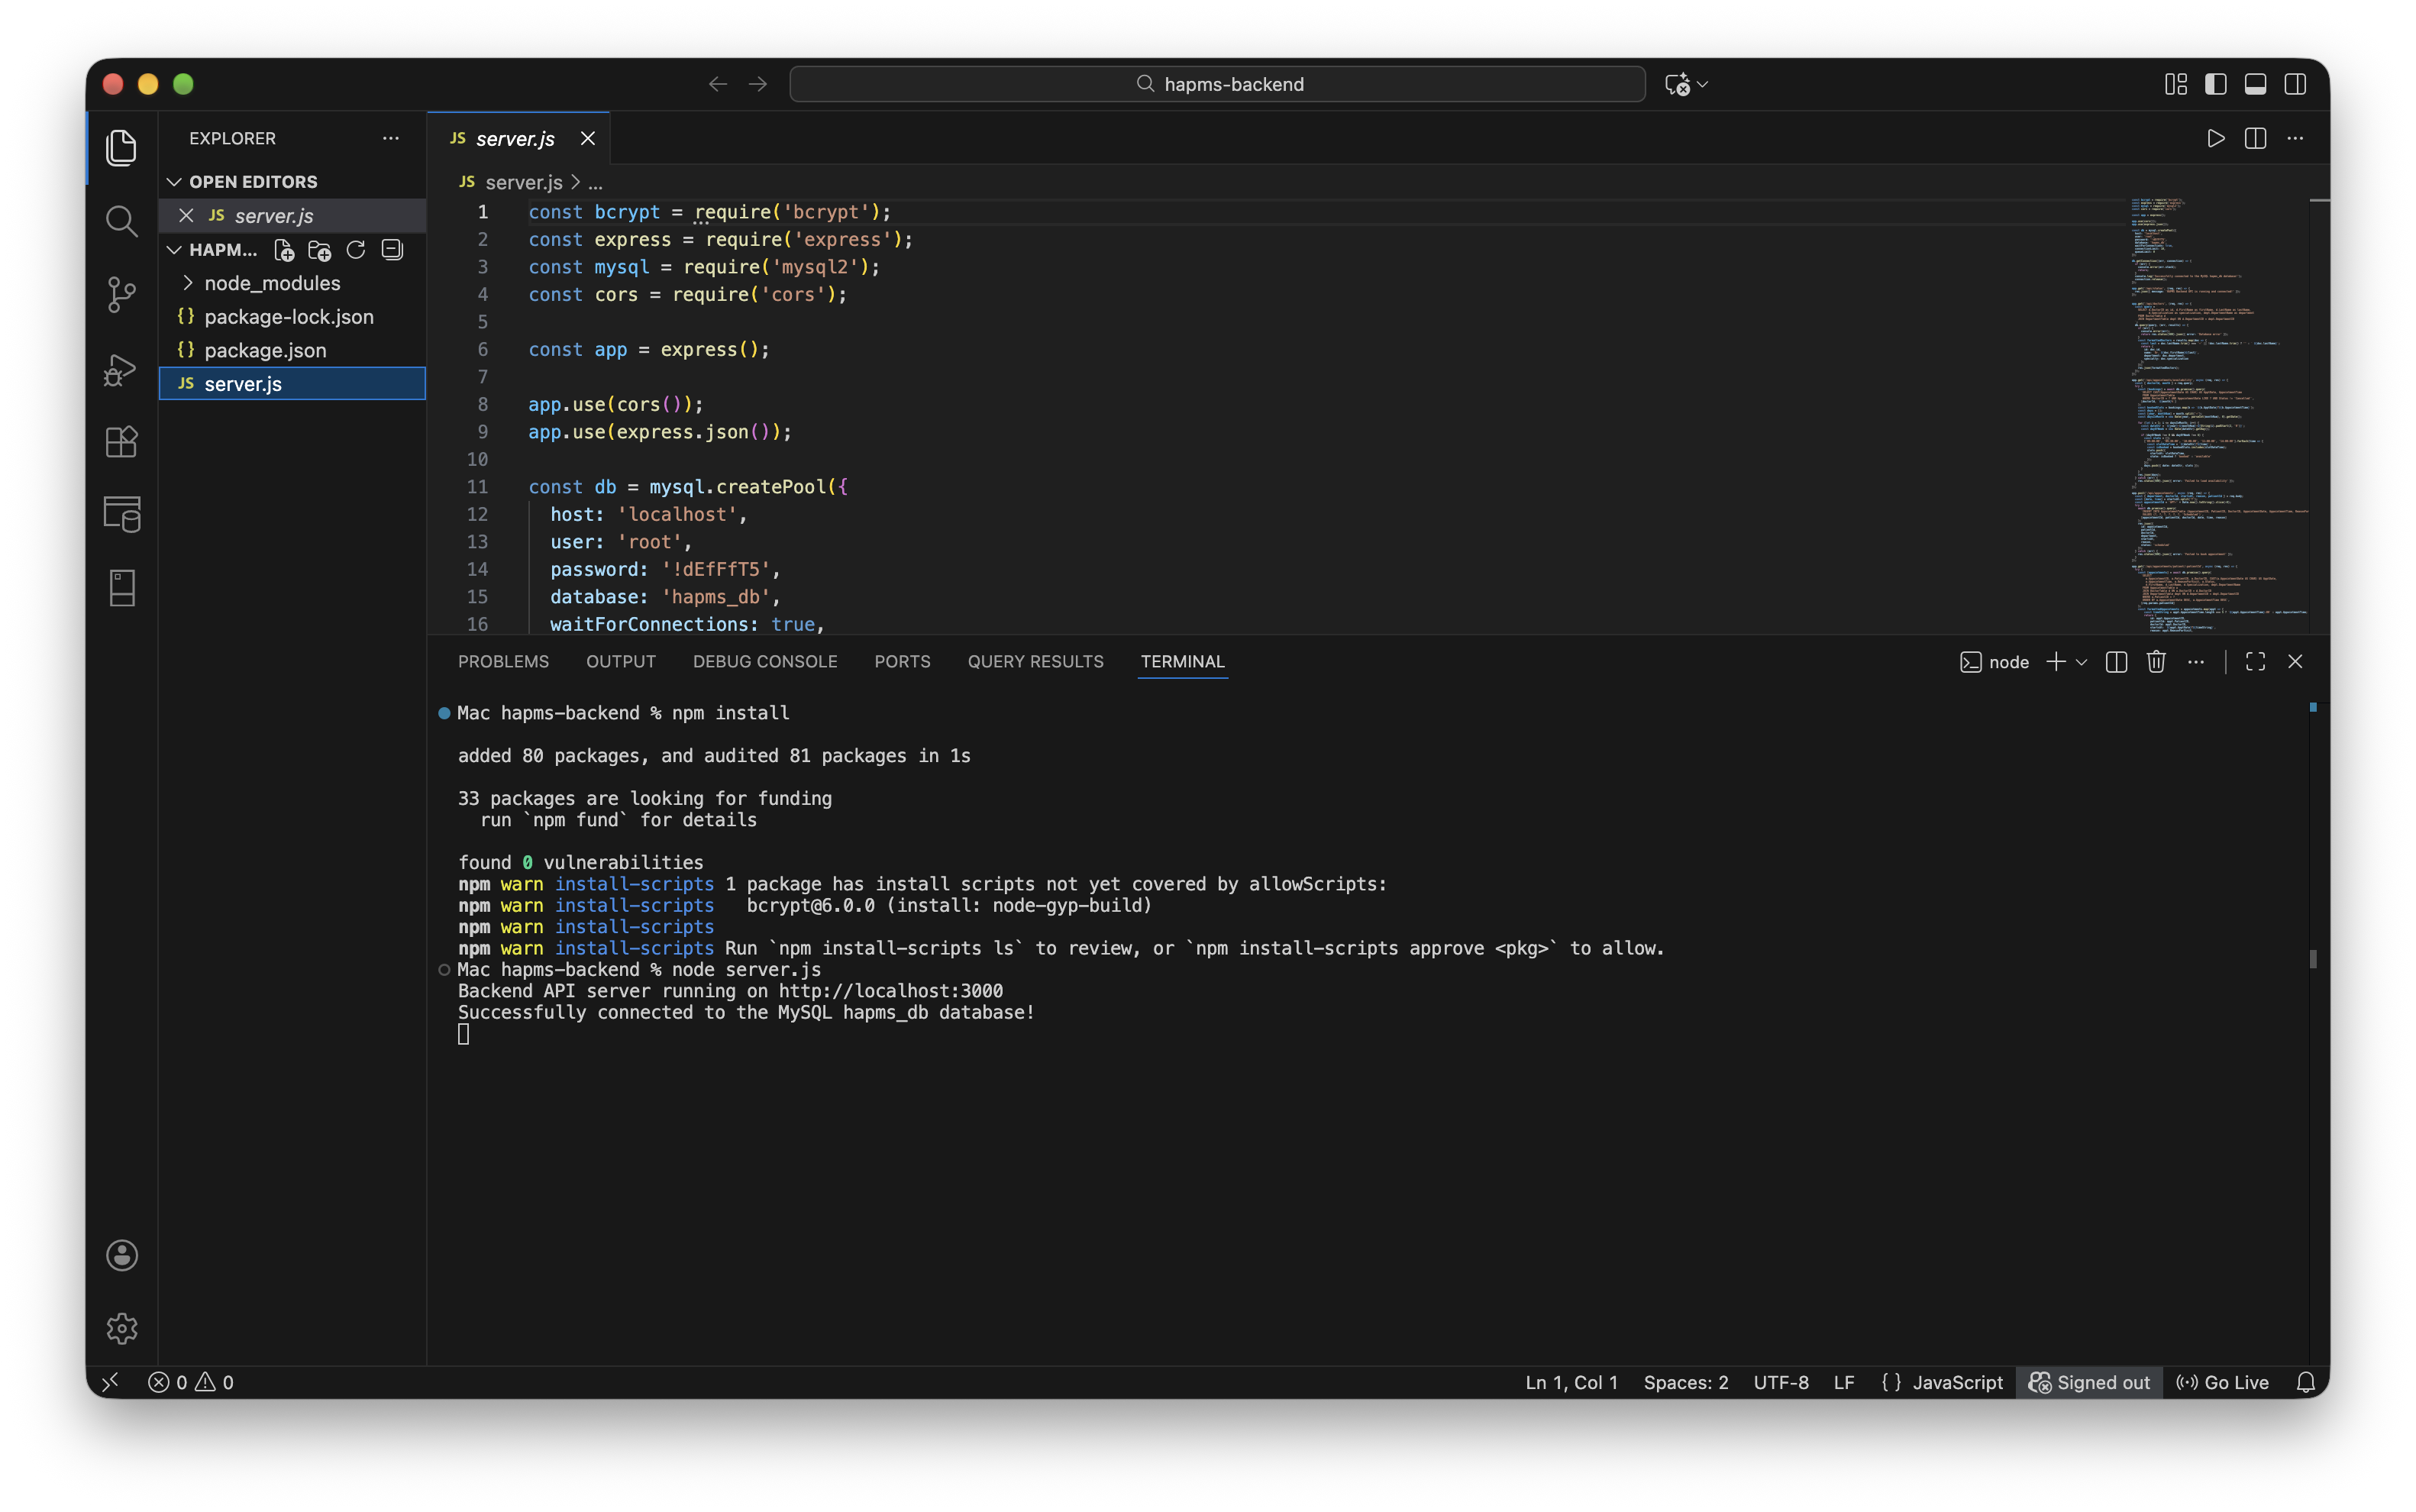 hapms-backend
EXPLORER
OPEN EDITORS
JS server.js
HAPM...
node_modules
{} package-lock.json
{} package.json
JS server.js
JS server.js
JS server.js > ...
1 const bcrypt = require('bcrypt');
2 const express = require('express');
3 const mysql = require('mysql2');
4 const cors = require('cors');
5
6 const app = express();
7
8 app.use(cors());
9 app.use(express.json());
10
11 const db = mysql.createPool({
12 host: 'localhost',
13 user: 'root',
14 password: '!dEfFfT5',
15 database: 'hapms_db',
16 waitForConnections: true,
PROBLEMS OUTPUT DEBUG CONSOLE PORTS QUERY RESULTS TERMINAL node
Mac hapms-backend % npm install
added 80 packages, and audited 81 packages in 1s
33 packages are looking for funding
run `npm fund` for details
found 0 vulnerabilities
npm warn install-scripts 1 package has install scripts not yet covered by allowScripts:
npm warn install-scripts bcrypt@6.0.0 (install: node-gyp-build)
npm warn install-scripts
npm warn install-scripts Run `npm install-scripts ls` to review, or `npm install-scripts approve <pkg>` to allow.
Mac hapms-backend % node server.js
Backend API server running on http://localhost:3000
Successfully connected to the MySQL hapms_db database!
0 0 Ln 1, Col 1 Spaces: 2 UTF-8 LF {} JavaScript Signed out Go Live